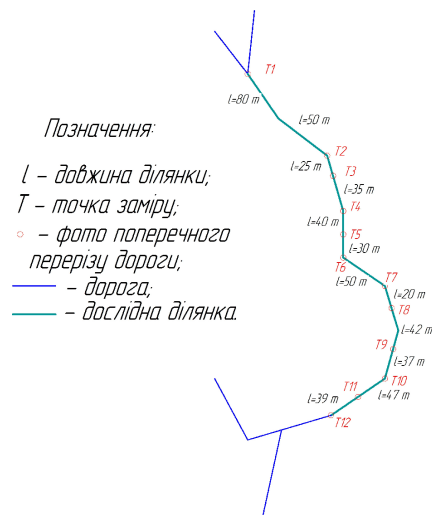 T1
l=80 m
l=50 m
Позначення:
T2
l=25 m
T3
l – довжина ділянки;
l=35 m
T – точка заміру;
T4
l=40 m
– фото поперечного
перерізу дороги;
T5
l=30 m
T6
l=50 m
T7
– дорога;
l=20 m
T8
– дослідна ділянка.
l=42 m
T9
l=37 m
T10
T11
l=39 m
l=47 m
T12